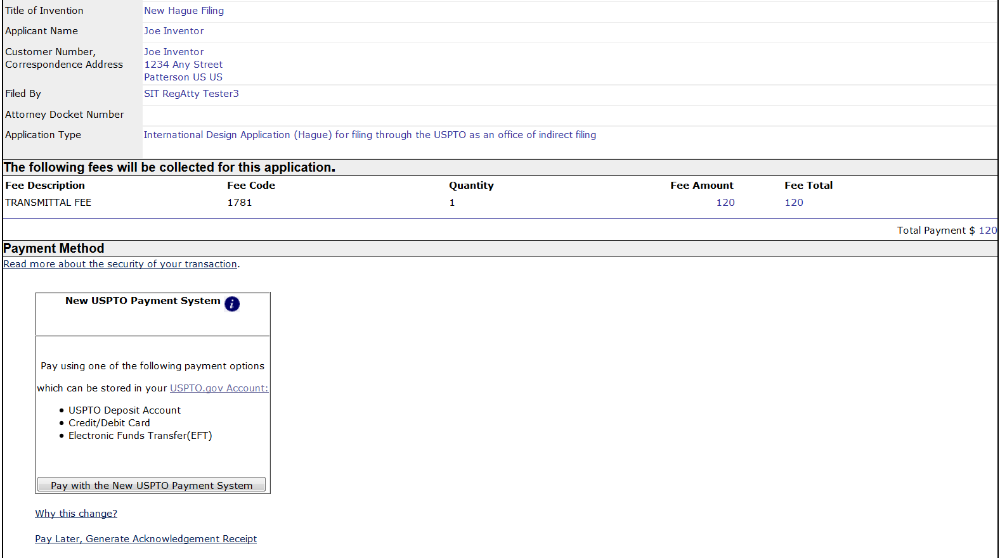 Title of Invention New Hague Filing
Applicant Name Joe Inventor
Customer Number, Joe Inventor
Correspondence Address 1234 Any Street
Patterson US US
Filed By SIT RegAtty Tester3
Attorney Docket Number
Application Type International Design Application (Hague) for filing through the USPTO as an office of indirect filing
The following fees will be collected for this application.
Fee Description Fee Code Quantity Fee Amount Fee Total
TRANSMITTAL FEE 1781 1 120 120
Total Payment $ 120
Payment Method
Read more about the security of your transaction.
New USPTO Payment System i
Pay using one of the following payment options
which can be stored in your USPTO.gov Account:
• USPTO Deposit Account
• Credit/Debit Card
• Electronic Funds Transfer(EFT)
Pay with the New USPTO Payment System
Why this change?
Pay Later, Generate Acknowledgement Receipt